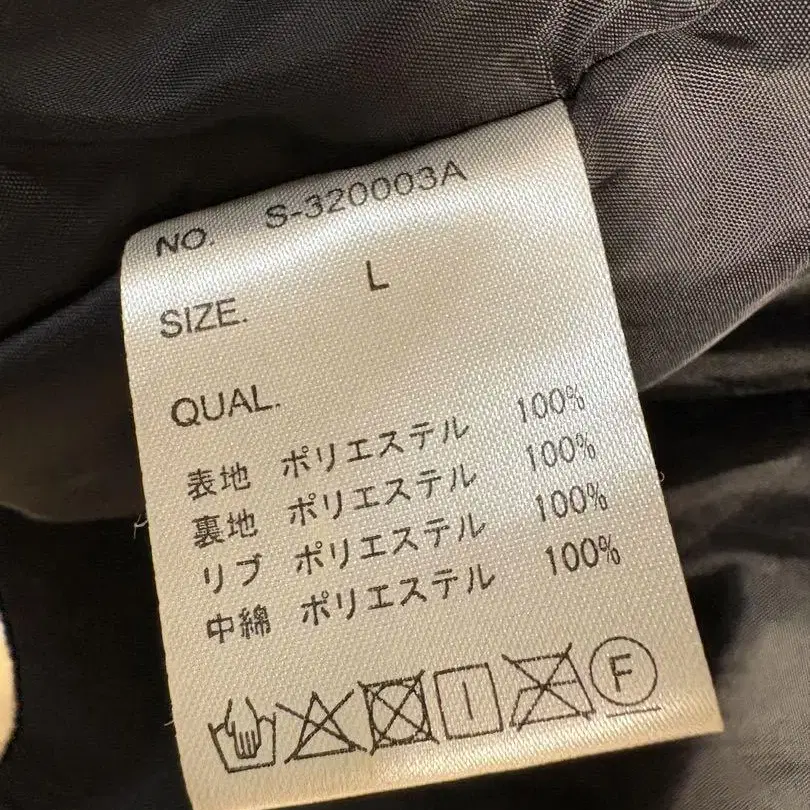 NO. S-320003A
SIZE. L
QUAL.
表地 ポリエステル 100%
裏地 ポリエステル 100%
リブ ポリエステル 100%
中綿 ポリエステル 100%
F